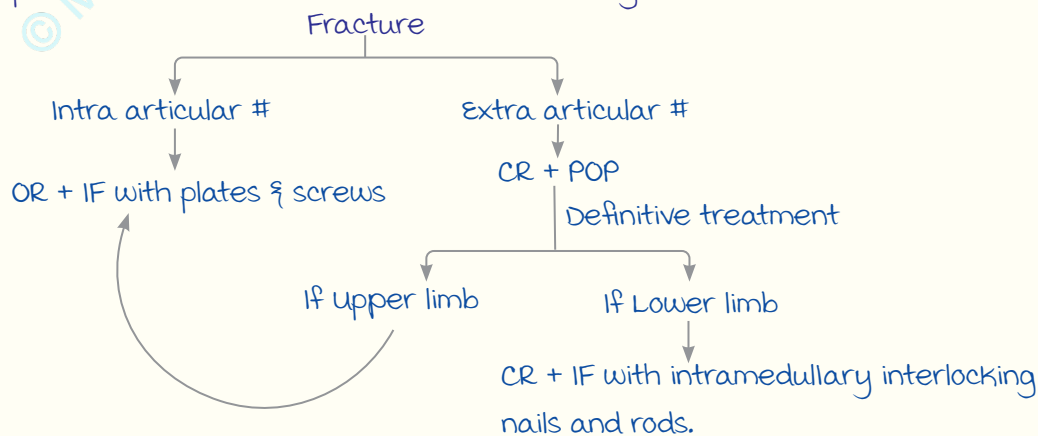 Fracture
Intra articular #
Extra articular #
CR + POP
OR + IF with plates & screws
Definitive treatment
If upper limb
If Lower limb
CR + IF with intramedullary interlocking
nails and rods.